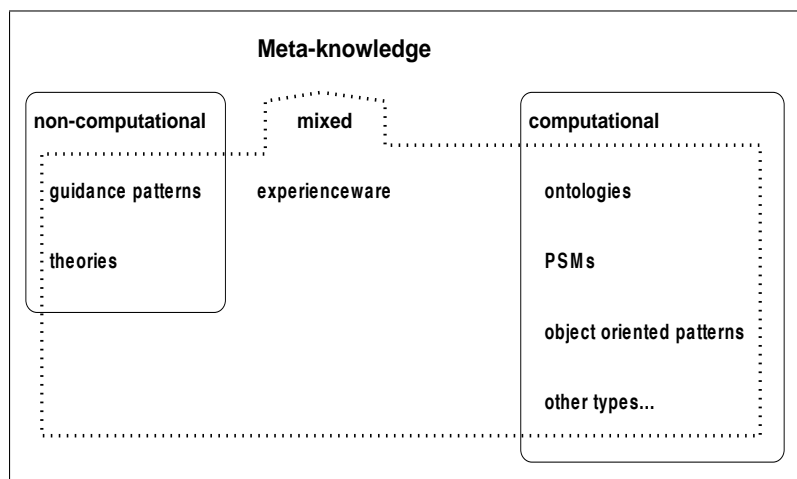 Meta-knowledge
non-computational
mixed
computational
guidance patterns
experienceware
ontologies
theories
PSMs
object oriented patterns
other types...